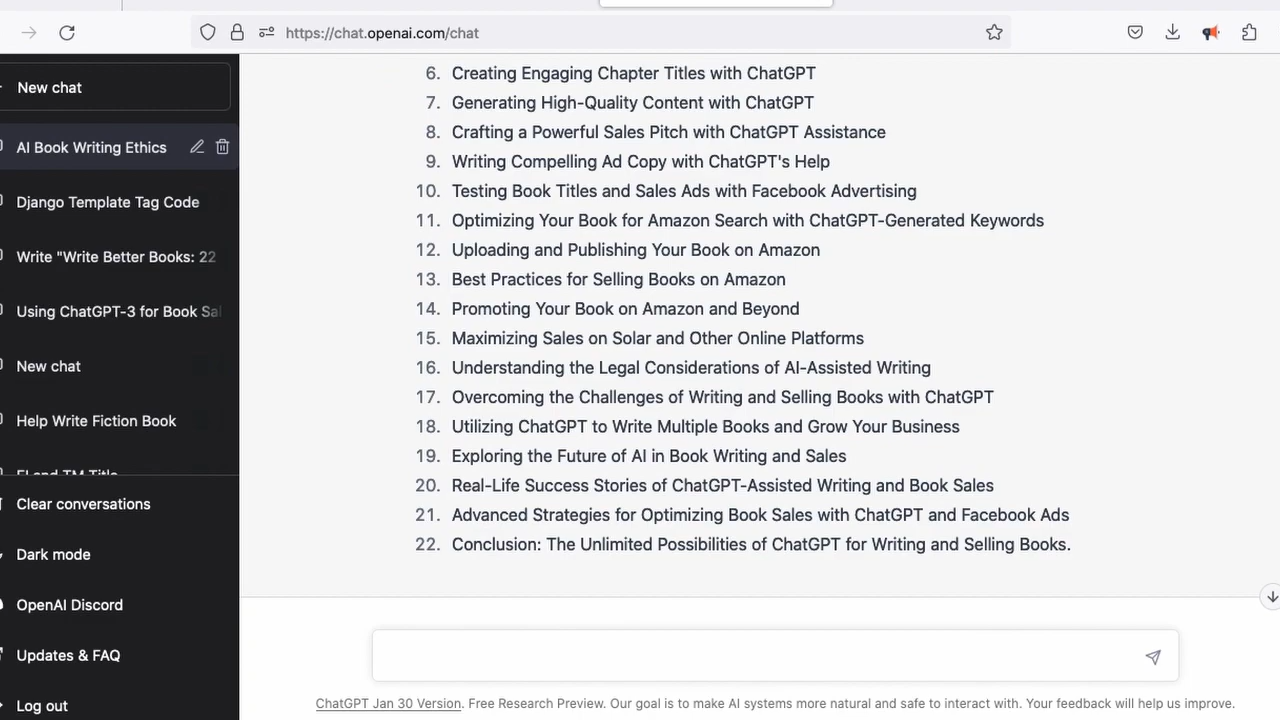 https://chat.openai.com/chat
New chat
AI Book Writing Ethics
Django Template Tag Code
Write "Write Better Books: 22
Using ChatGPT-3 for Book Sal
New chat
Help Write Fiction Book
Clear conversations
Dark mode
OpenAI Discord
Updates & FAQ
Log out
6. Creating Engaging Chapter Titles with ChatGPT
7. Generating High-Quality Content with ChatGPT
8. Crafting a Powerful Sales Pitch with ChatGPT Assistance
9. Writing Compelling Ad Copy with ChatGPT's Help
10. Testing Book Titles and Sales Ads with Facebook Advertising
11. Optimizing Your Book for Amazon Search with ChatGPT-Generated Keywords
12. Uploading and Publishing Your Book on Amazon
13. Best Practices for Selling Books on Amazon
14. Promoting Your Book on Amazon and Beyond
15. Maximizing Sales on Solar and Other Online Platforms
16. Understanding the Legal Considerations of AI-Assisted Writing
17. Overcoming the Challenges of Writing and Selling Books with ChatGPT
18. Utilizing ChatGPT to Write Multiple Books and Grow Your Business
19. Exploring the Future of AI in Book Writing and Sales
20. Real-Life Success Stories of ChatGPT-Assisted Writing and Book Sales
21. Advanced Strategies for Optimizing Book Sales with ChatGPT and Facebook Ads
22. Conclusion: The Unlimited Possibilities of ChatGPT for Writing and Selling Books.
ChatGPT Jan 30 Version. Free Research Preview. Our goal is to make AI systems more natural and safe to interact with. Your feedback will help us improve.